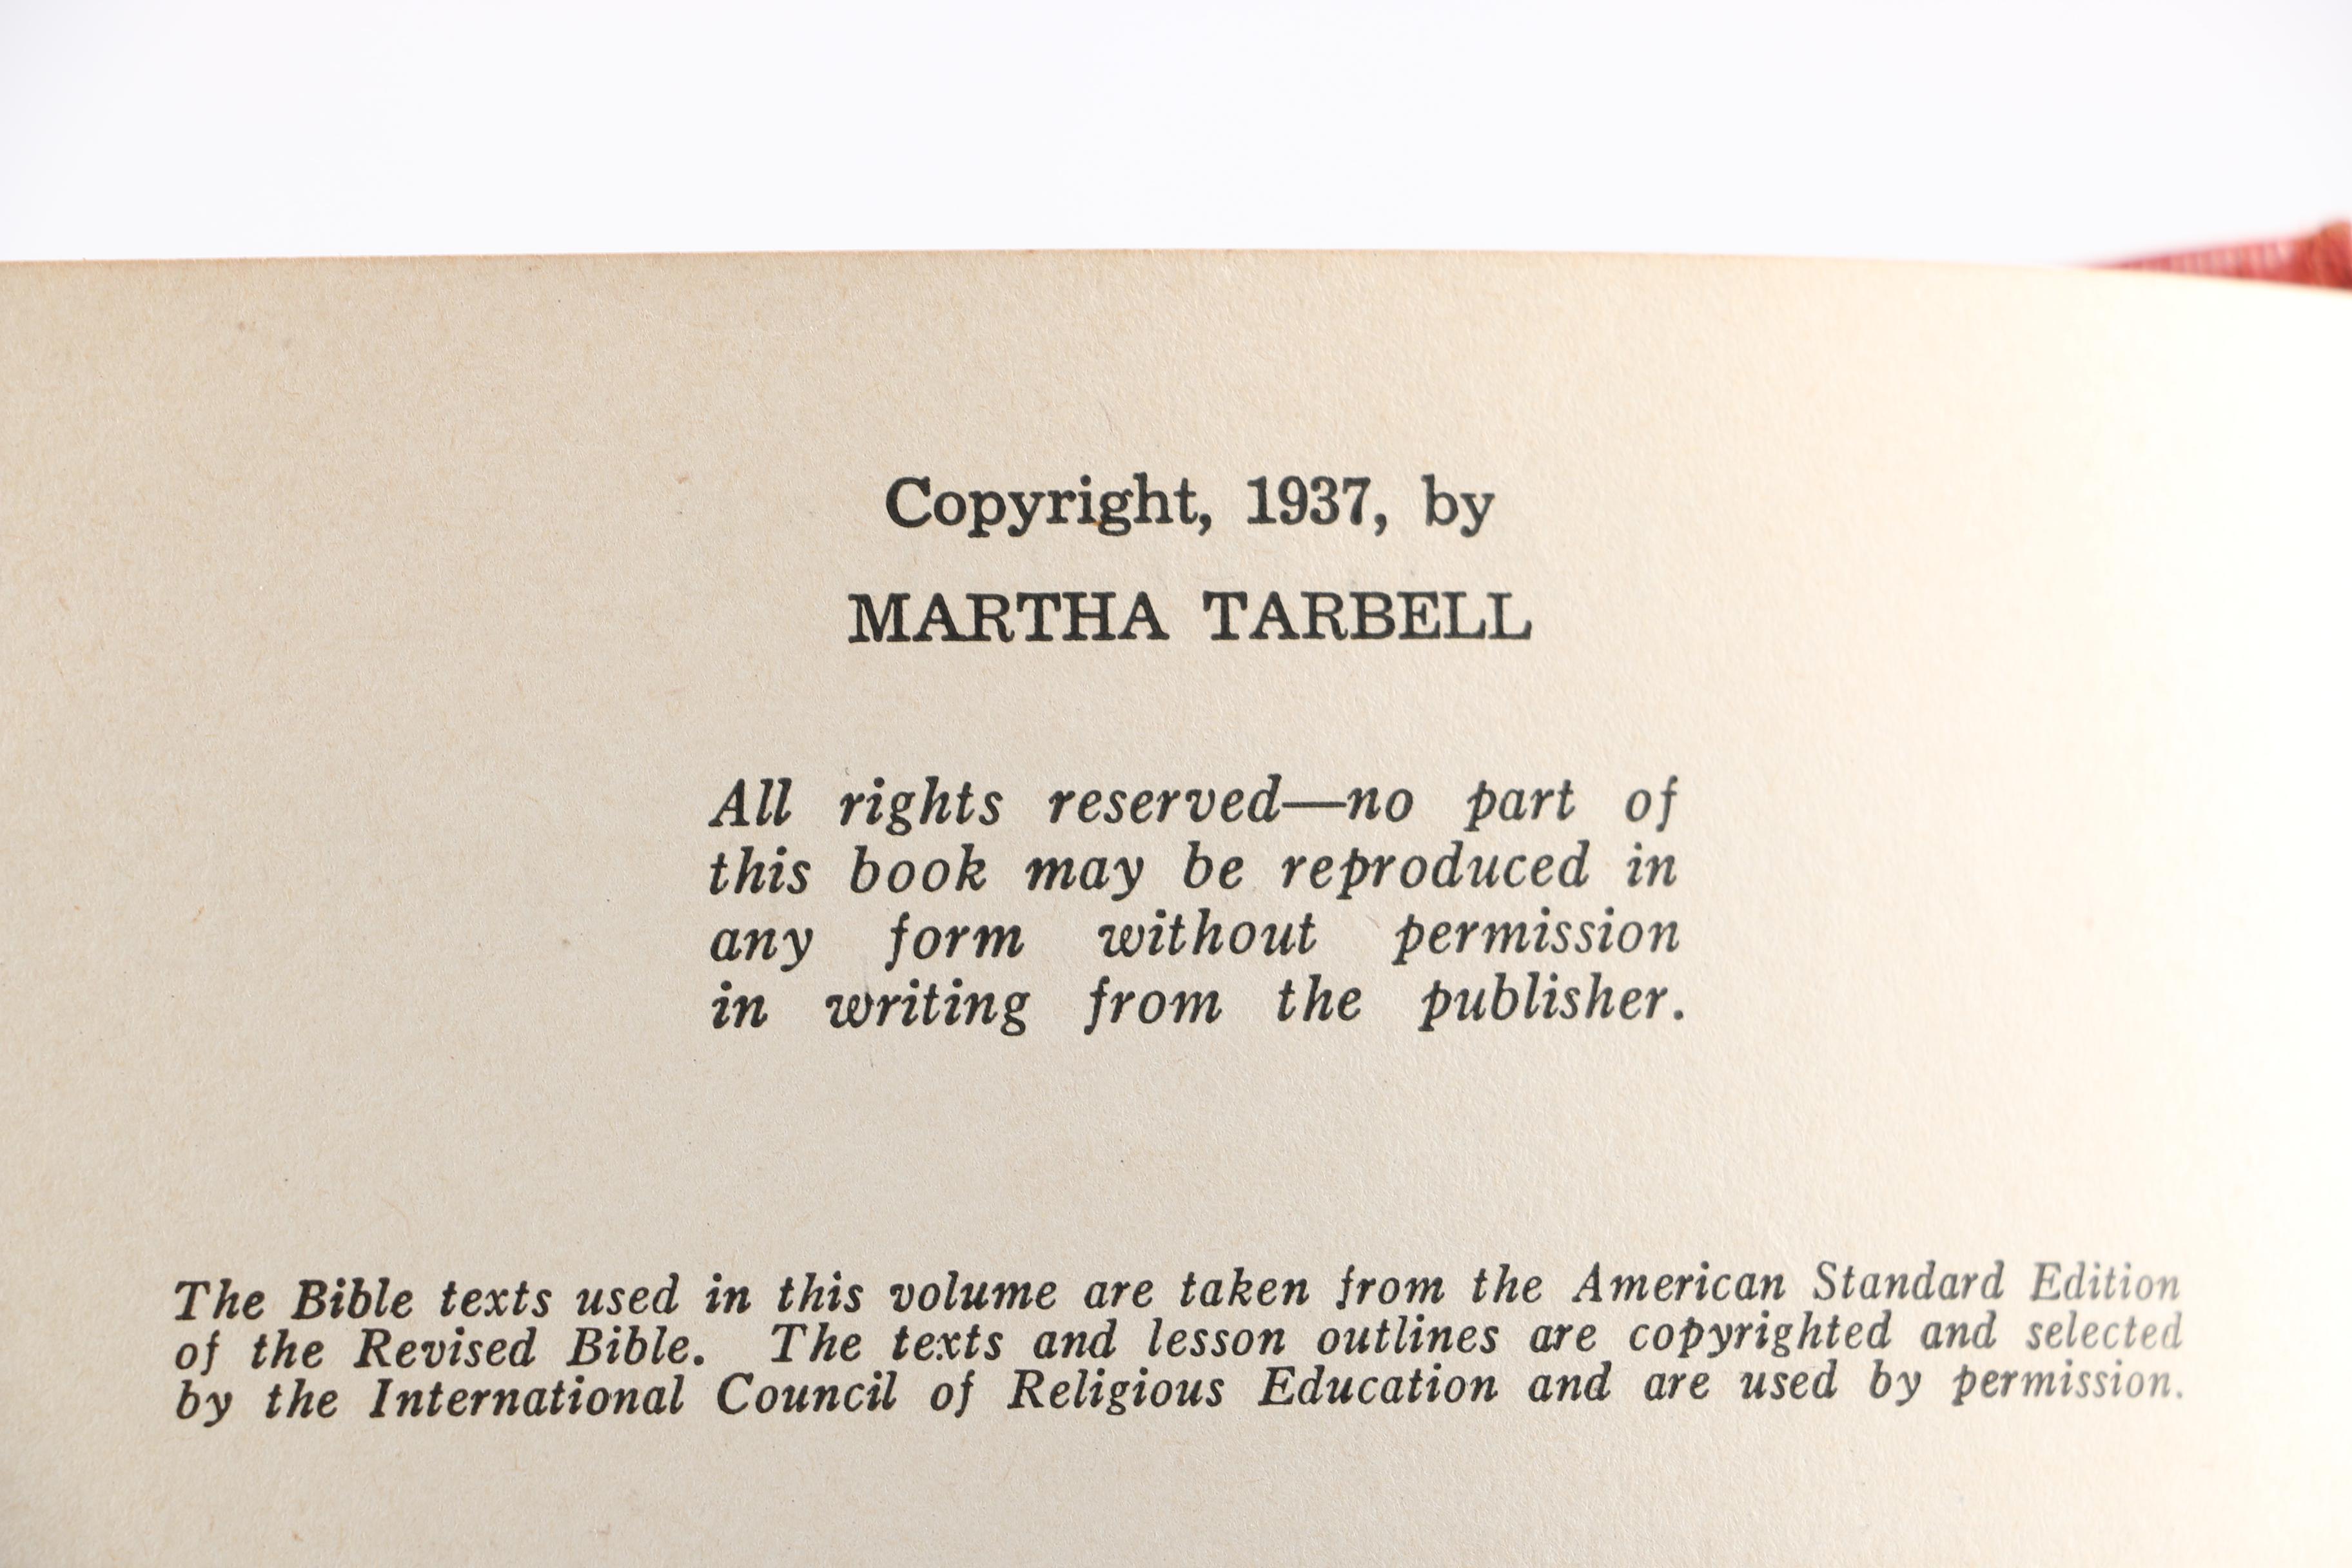 Copyright, 1937, by
MARTHA TARBELL
All rights reserved—no part of
this book may be reproduced in
any form without permission
in writing from the publisher.
The Bible texts used in this volume are taken from the American Standard Edition
of the Revised Bible. The texts and lesson outlines are copyrighted and selected
by the International Council of Religious Education and are used by permission.